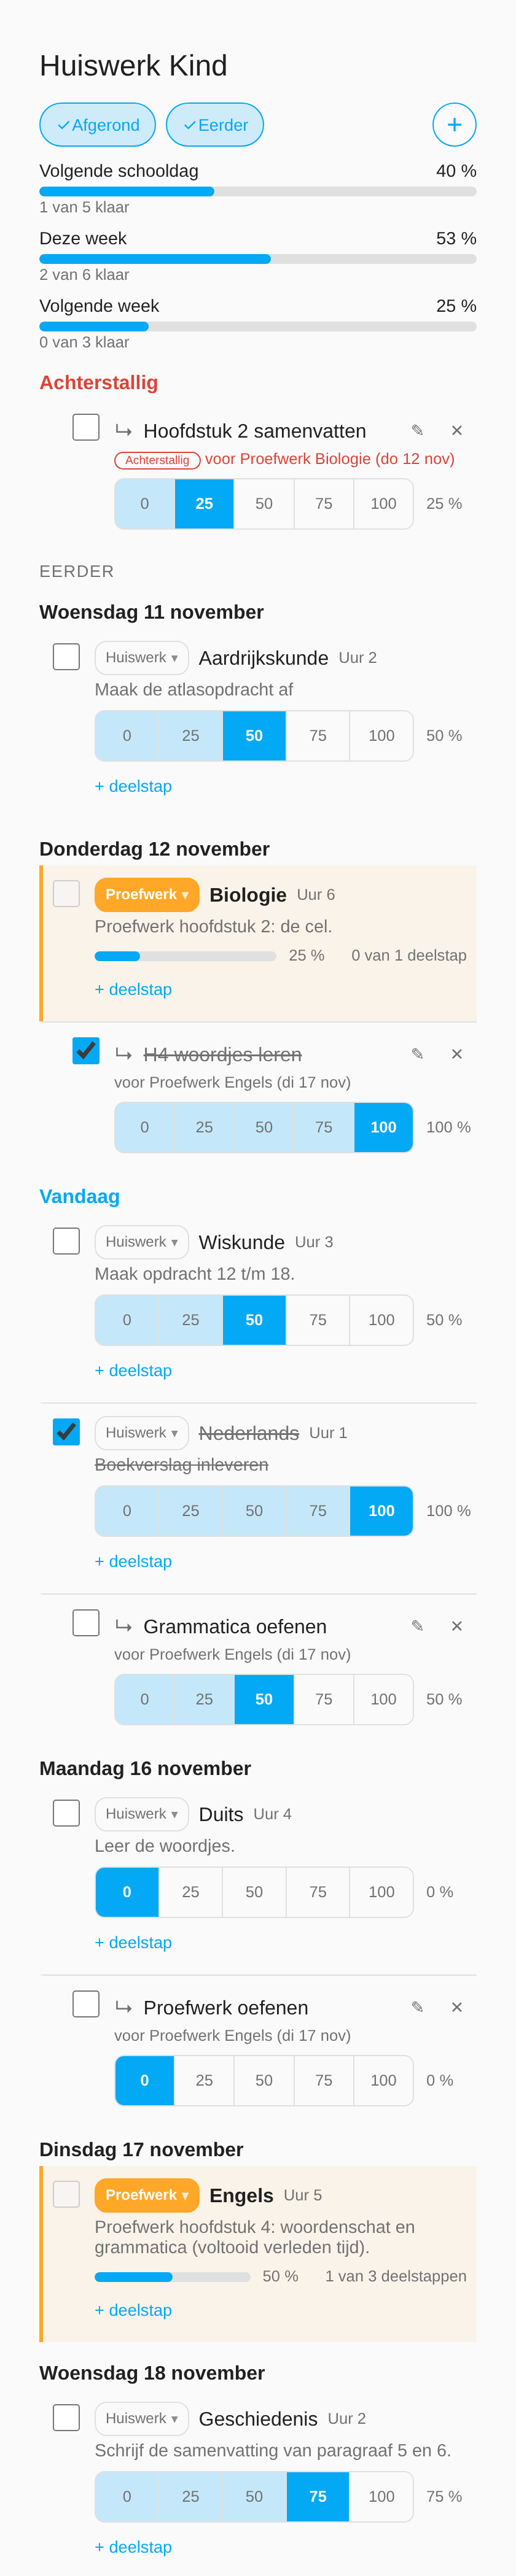 Huiswerk Kind
✓ Afgerond ✓ Eerder +
Volgende schooldag 40 %
1 van 5 klaar
Deze week 53 %
2 van 6 klaar
Volgende week 25 %
0 van 3 klaar
Achterstallig
↳ Hoofdstuk 2 samenvatten ✎ ✕
Achterstallig voor Proefwerk Biologie (do 12 nov)
0 25 50 75 100 25 %
EERDER
Woensdag 11 november
Huiswerk ▾ Aardrijkskunde Uur 2
Maak de atlasopdracht af
0 25 50 75 100 50 %
+ deelstap
Donderdag 12 november
Proefwerk ▾ Biologie Uur 6
Proefwerk hoofdstuk 2: de cel.
25 % 0 van 1 deelstap
+ deelstap
↳ H4 woordjes leren ✎ ✕
voor Proefwerk Engels (di 17 nov)
0 25 50 75 100 100 %
Vandaag
Huiswerk ▾ Wiskunde Uur 3
Maak opdracht 12 t/m 18.
0 25 50 75 100 50 %
+ deelstap
Huiswerk ▾ Nederlands Uur 1
Boekverslag inleveren
0 25 50 75 100 100 %
+ deelstap
↳ Grammatica oefenen ✎ ✕
voor Proefwerk Engels (di 17 nov)
0 25 50 75 100 50 %
Maandag 16 november
Huiswerk ▾ Duits Uur 4
Leer de woordjes.
0 25 50 75 100 0 %
+ deelstap
↳ Proefwerk oefenen ✎ ✕
voor Proefwerk Engels (di 17 nov)
0 25 50 75 100 0 %
Dinsdag 17 november
Proefwerk ▾ Engels Uur 5
Proefwerk hoofdstuk 4: woordenschat en
grammatica (voltooid verleden tijd).
50 % 1 van 3 deelstappen
+ deelstap
Woensdag 18 november
Huiswerk ▾ Geschiedenis Uur 2
Schrijf de samenvatting van paragraaf 5 en 6.
0 25 50 75 100 75 %
+ deelstap